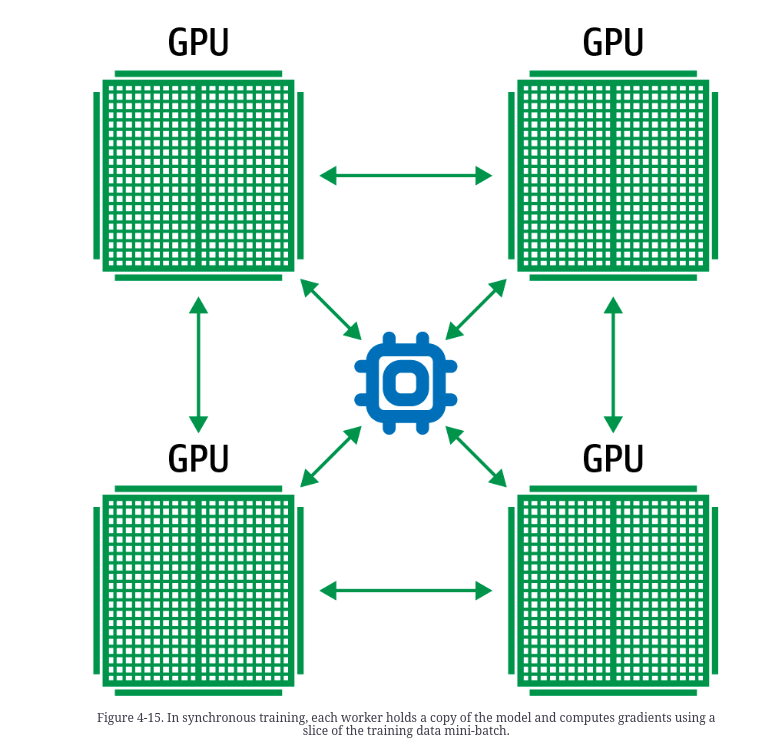 GPU
GPU
GPU
GPU
Figure 4-15. In synchronous training, each worker holds a copy of the model and computes gradients using a
slice of the training data mini-batch.